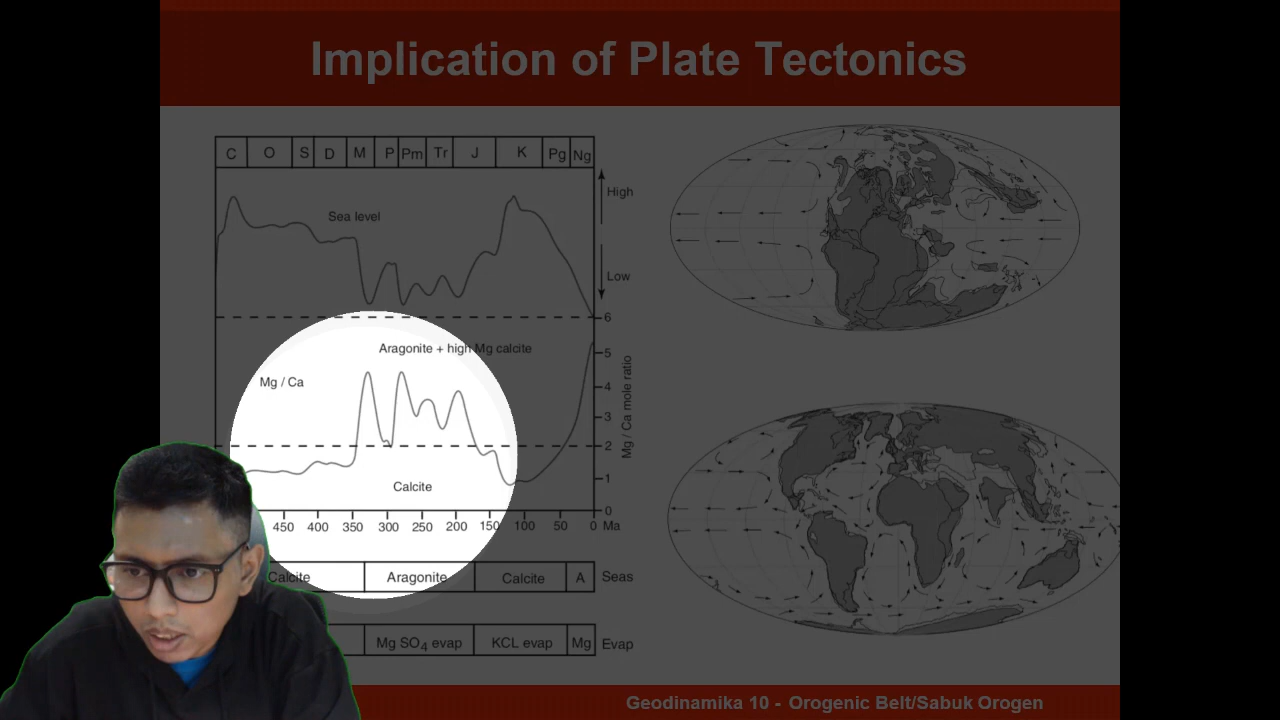 Implication of Plate Tectonics
C O S D M P Pm Tr J K Pg Ng
High
Sea level
Low
6
Aragonite + high Mg calcite
5
Mg / Ca
4
3
2
Mg / Ca mole ratio
Calcite
1
0
450 400 350 300 250 200 150 100 50 0 Ma
Calcite Aragonite Calcite A Seas
Mg SO4 evap KCL evap Mg Evap
Geodinamika 10 - Orogenic Belt/Sabuk Orogen